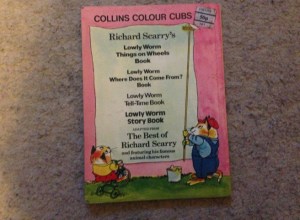 COLLINS COLOUR CUBS
Richard Scarry's
Lowly Worm
Things on Wheels
Book
Lowly Worm
Where Does It Come From?
Book
Lowly Worm
Tell-Time Book
Lowly Worm
Story Book
The Best of
Richard Scarry
and featuring his famous
animal characters